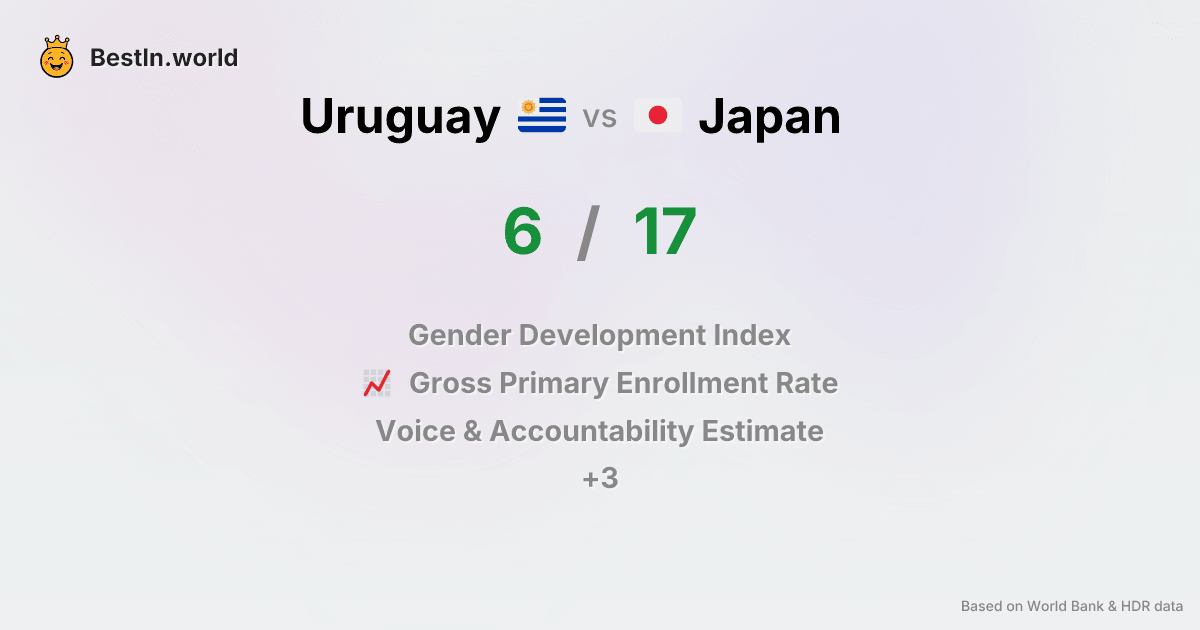 BestIn.world
Uruguay vs Japan
6 / 17
Gender Development Index
Gross Primary Enrollment Rate
Voice & Accountability Estimate
+3
Based on World Bank & HDR data